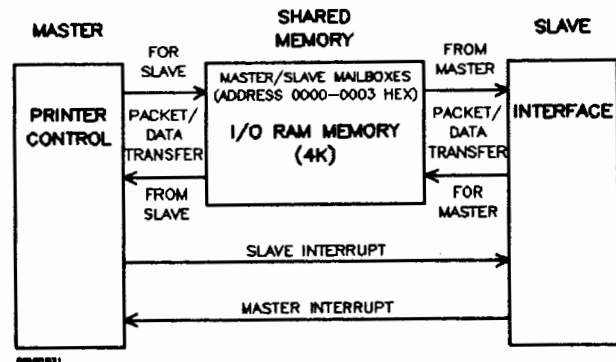 MASTER
SHARED
MEMORY
SLAVE
FOR
SLAVE
FROM
MASTER
MASTER/SLAVE MAILBOXES
(ADDRESS 0000-0003 HEX)
PRINTER
CONTROL
PACKET/
DATA
TRANSFER
I/O RAM MEMORY
(4K)
PACKET/
DATA
TRANSFER
INTERFACE
FROM
SLAVE
FOR
MASTER
SLAVE INTERRUPT
MASTER INTERRUPT